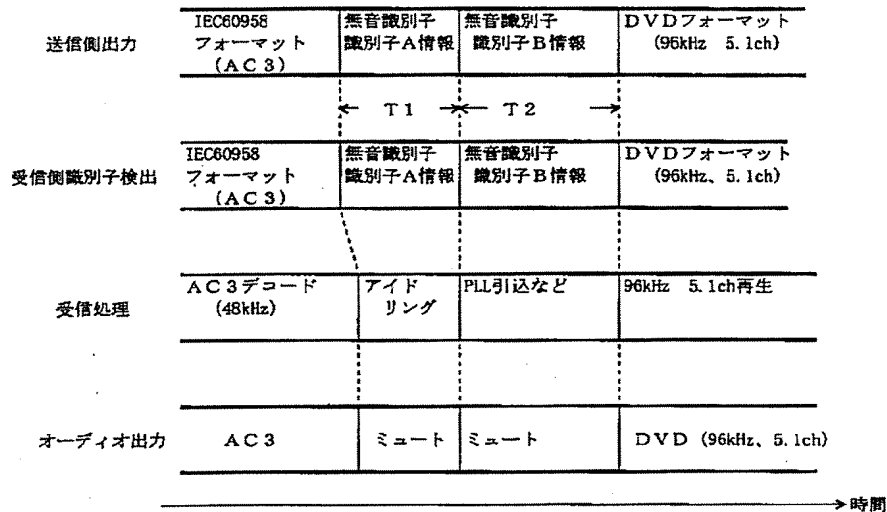 送信側出力
IEC60958
フォーマット
(AC3)
無音識別子
識別子A情報
無音識別子
識別子B情報
DVDフォーマット
(96kHz 5.1ch)
T1
T2
受信側識別子検出
IEC60958
フォーマット
(AC3)
無音識別子
識別子A情報
無音識別子
識別子B情報
DVDフォーマット
(96kHz、5.1ch)
受信処理
AC3デコード
(48kHz)
アイド
リング
PLL引込など
96kHz 5.1ch再生
オーディオ出力
AC3
ミュート
ミュート
DVD (96kHz、5.1ch)
時間